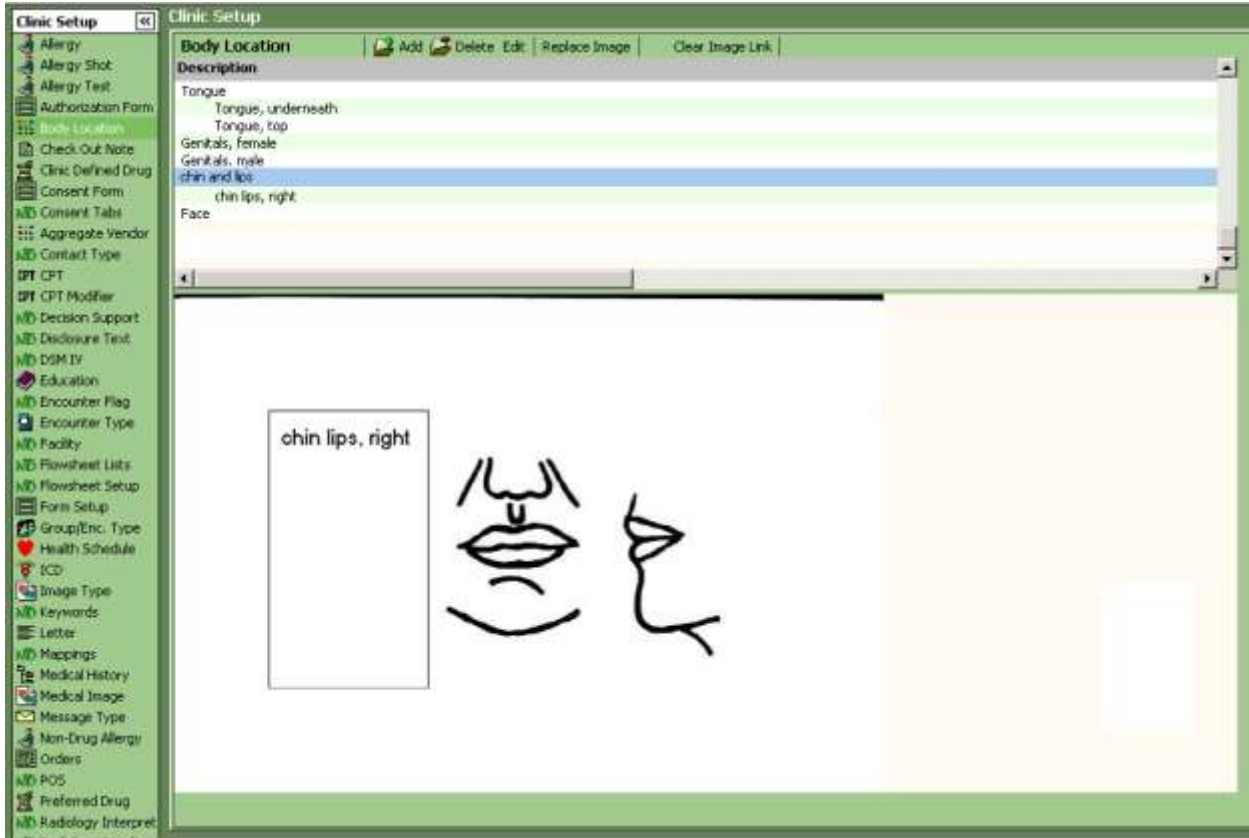 Clinic Setup
Allergy
Allergy Shot
Allergy Test
Authorization Form
Body Location
Check Out Note
Clinic Defined Drug
Consent Form
Consent Tabs
Aggregate Vendor
Contact Type
CPT CPT
CPT CPT Modifier
Decision Support
Disclosure Text
DSM IV
Education
Encounter Flag
Encounter Type
Facility
Flowsheet Lists
Flowsheet Setup
Form Setup
Group/Enc. Type
Health Schedule
ICD
Image Type
Keywords
Letter
Mappings
Medical History
Medical Image
Message Type
Non-Drug Allergy
Orders
POS
Preferred Drug
Radiology Interpret
Clinic Setup
Body Location Add Delete Edit Replace Image Clear Image Link
Description
Tongue
Tongue, underneath
Tongue, top
Genitals, female
Genitals, male
chin and lips
chin lips, right
Face
chin lips, right